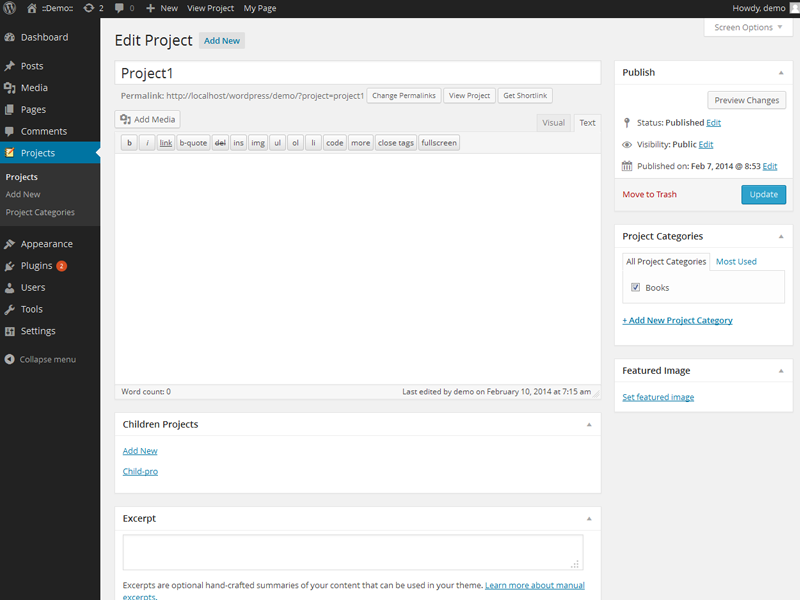 ::Demo:: 2 0 New View Project My Page Howdy, demo
Screen Options
Dashboard
Posts
Media
Pages
Comments
Projects
Projects
Add New
Project Categories
Appearance
Plugins 2
Users
Tools
Settings
Collapse menu
Edit Project Add New
Project1
Permalink: http://localhost/wordpress/demo/?project=project1 Change Permalinks View Project Get Shortlink
Add Media Visual Text
b i link b-quote del ins img ul ol li code more close tags fullscreen
Word count: 0 Last edited by demo on February 10, 2014 at 7:15 am
Children Projects
Add New
Child-pro
Excerpt
Excerpts are optional hand-crafted summaries of your content that can be used in your theme. Learn more about manual
excerpts.
Publish
Preview Changes
Status: Published Edit
Visibility: Public Edit
Published on: Feb 7, 2014 @ 8:53 Edit
Move to Trash Update
Project Categories
All Project Categories Most Used
Books
+ Add New Project Category
Featured Image
Set featured image